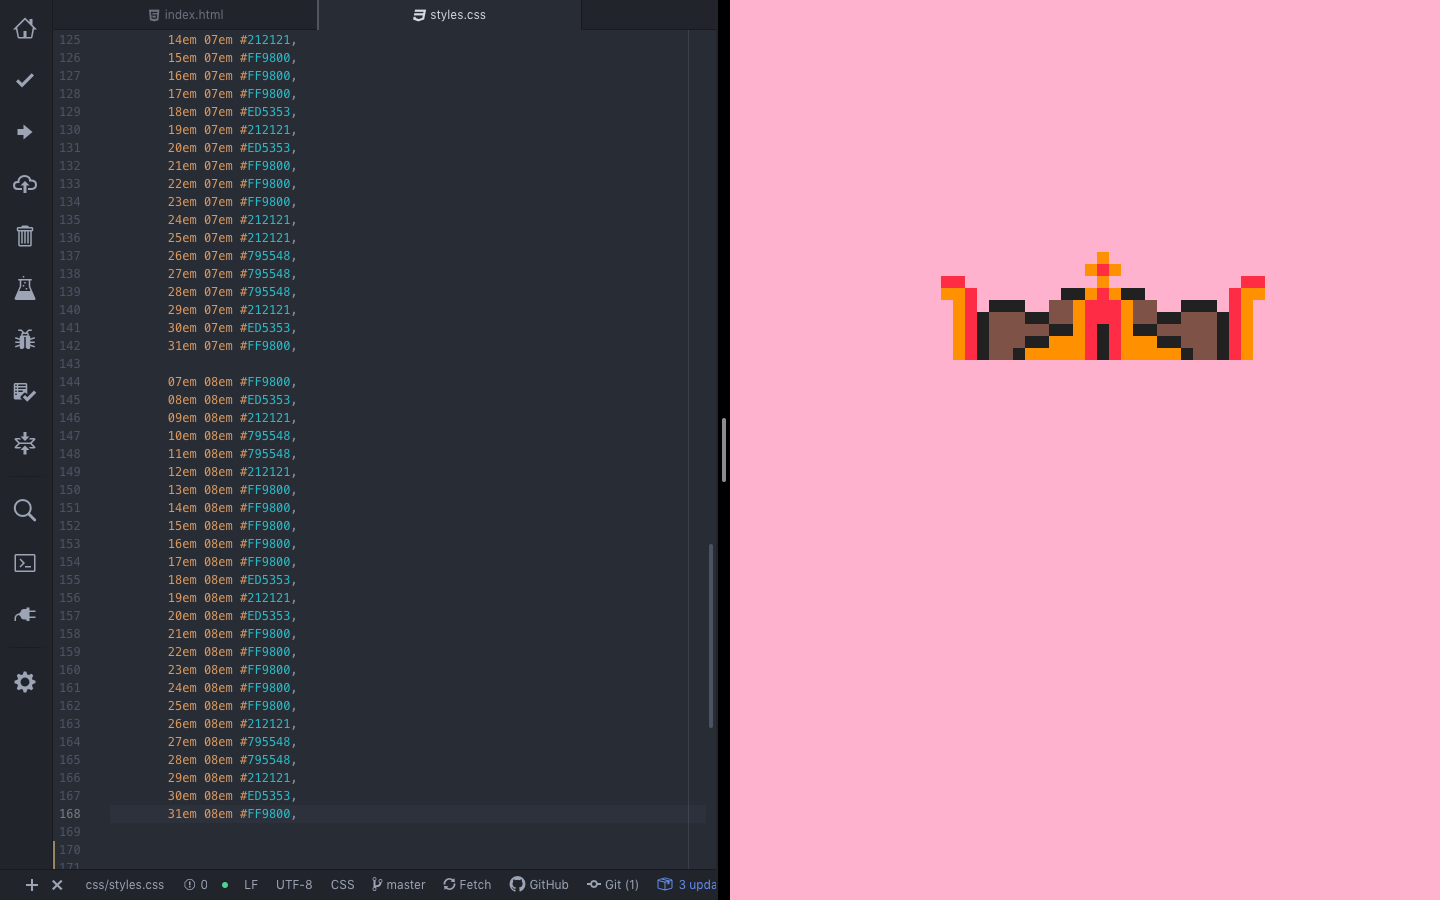 index.html
styles.css
125 14em 07em #212121,
126 15em 07em #FF9800,
127 16em 07em #FF9800,
128 17em 07em #FF9800,
129 18em 07em #ED5353,
130 19em 07em #212121,
131 20em 07em #ED5353,
132 21em 07em #FF9800,
133 22em 07em #FF9800,
134 23em 07em #FF9800,
135 24em 07em #212121,
136 25em 07em #212121,
137 26em 07em #795548,
138 27em 07em #795548,
139 28em 07em #795548,
140 29em 07em #212121,
141 30em 07em #ED5353,
142 31em 07em #FF9800,
143
144 07em 08em #FF9800,
145 08em 08em #ED5353,
146 09em 08em #212121,
147 10em 08em #795548,
148 11em 08em #795548,
149 12em 08em #212121,
150 13em 08em #FF9800,
151 14em 08em #FF9800,
152 15em 08em #FF9800,
153 16em 08em #FF9800,
154 17em 08em #FF9800,
155 18em 08em #ED5353,
156 19em 08em #212121,
157 20em 08em #ED5353,
158 21em 08em #FF9800,
159 22em 08em #FF9800,
160 23em 08em #FF9800,
161 24em 08em #FF9800,
162 25em 08em #FF9800,
163 26em 08em #212121,
164 27em 08em #795548,
165 28em 08em #795548,
166 29em 08em #212121,
167 30em 08em #ED5353,
168 31em 08em #FF9800,
169
170
171
css/styles.css 0 LF UTF-8 CSS master Fetch GitHub Git (1) 3 upda